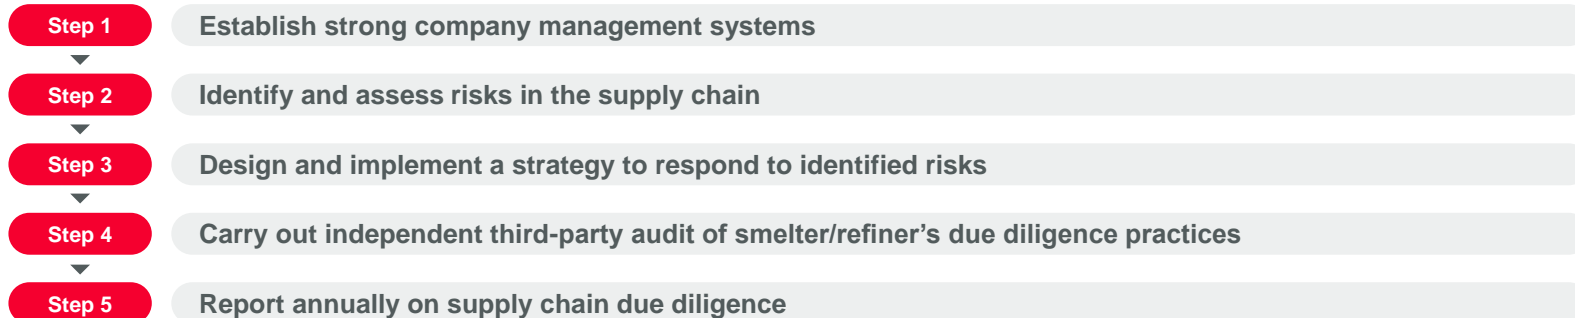 Step 1 Establish strong company management systems
Step 2 Identify and assess risks in the supply chain
Step 3 Design and implement a strategy to respond to identified risks
Step 4 Carry out independent third-party audit of smelter/refiner’s due diligence practices
Step 5 Report annually on supply chain due diligence